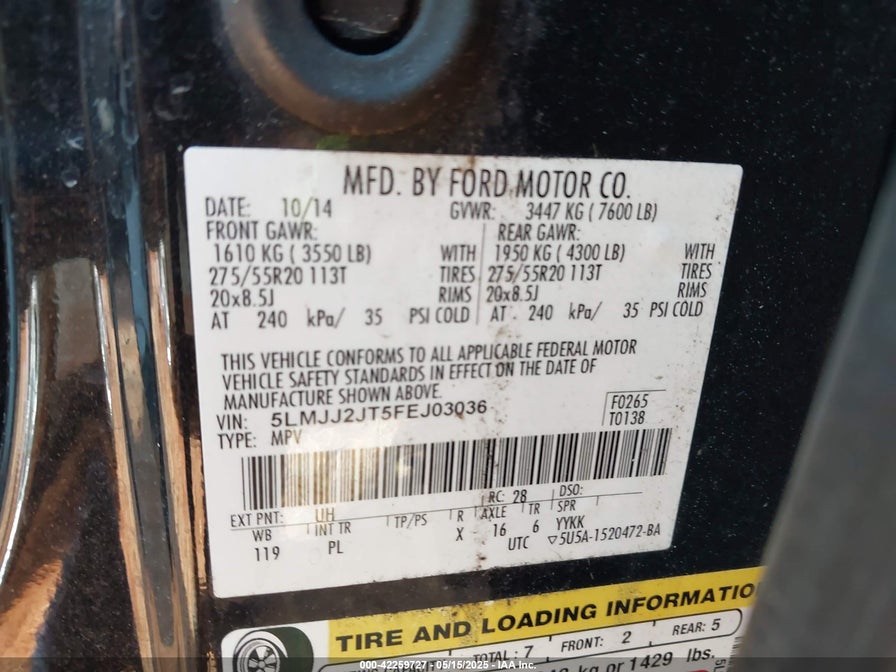 MFD. BY FORD MOTOR CO.
DATE: 10/14 GVWR: 3447 KG ( 7600 LB)
FRONT GAWR: REAR GAWR:
1610 KG ( 3550 LB) WITH 1950 KG ( 4300 LB) WITH
275/55R20 113T TIRES 275/55R20 113T TIRES
20x8.5J RIMS 20x8.5J RIMS
AT 240 kPa/ 35 PSI COLD AT 240 kPa/ 35 PSI COLD
THIS VEHICLE CONFORMS TO ALL APPLICABLE FEDERAL MOTOR
VEHICLE SAFETY STANDARDS IN EFFECT ON THE DATE OF
MANUFACTURE SHOWN ABOVE.
VIN: 5LMJJ2JT5FEJ03036 F0265
TYPE: MPV T0138
RC: 28 DSO:
EXT PNT: UH
WB INT TR TP/PS R AXLE TR SPR
119 PL X - 16 6 YYKK
UTC ▽5U5A-1520472-BA
TIRE AND LOADING INFORMATIO
TOTAL : 7 FRONT: 2 REAR: 5
kg or 1429 lbs.
000-42259727 - 05/15/2025 - IAA Inc.